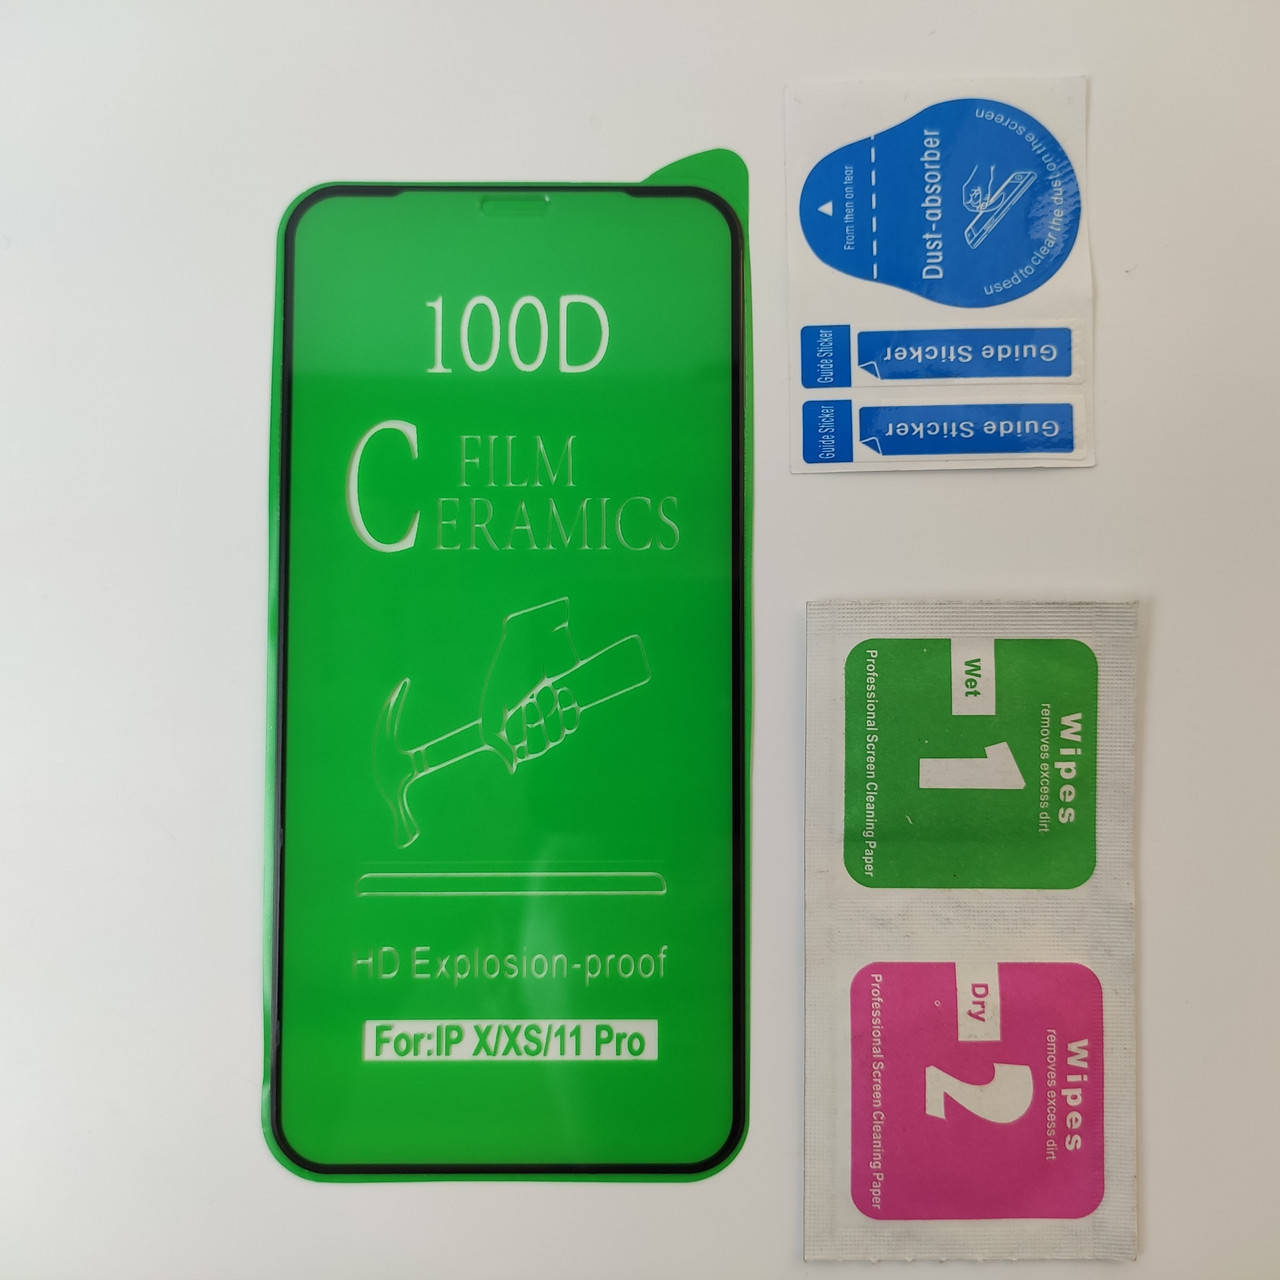 100D
FILM
CERAMICS
HD Explosion-proof
For:IP X/XS/11 Pro
From then on tear
Dust-absorber
used to clear the dust on the screen
Guide Sticker
Guide Sticker
Guide Sticker
Guide Sticker
Wipes
removes excess dirt
Wet
1
Professional Screen Cleaning Paper
Wipes
removes excess dirt
Dry
2
Professional Screen Cleaning Paper